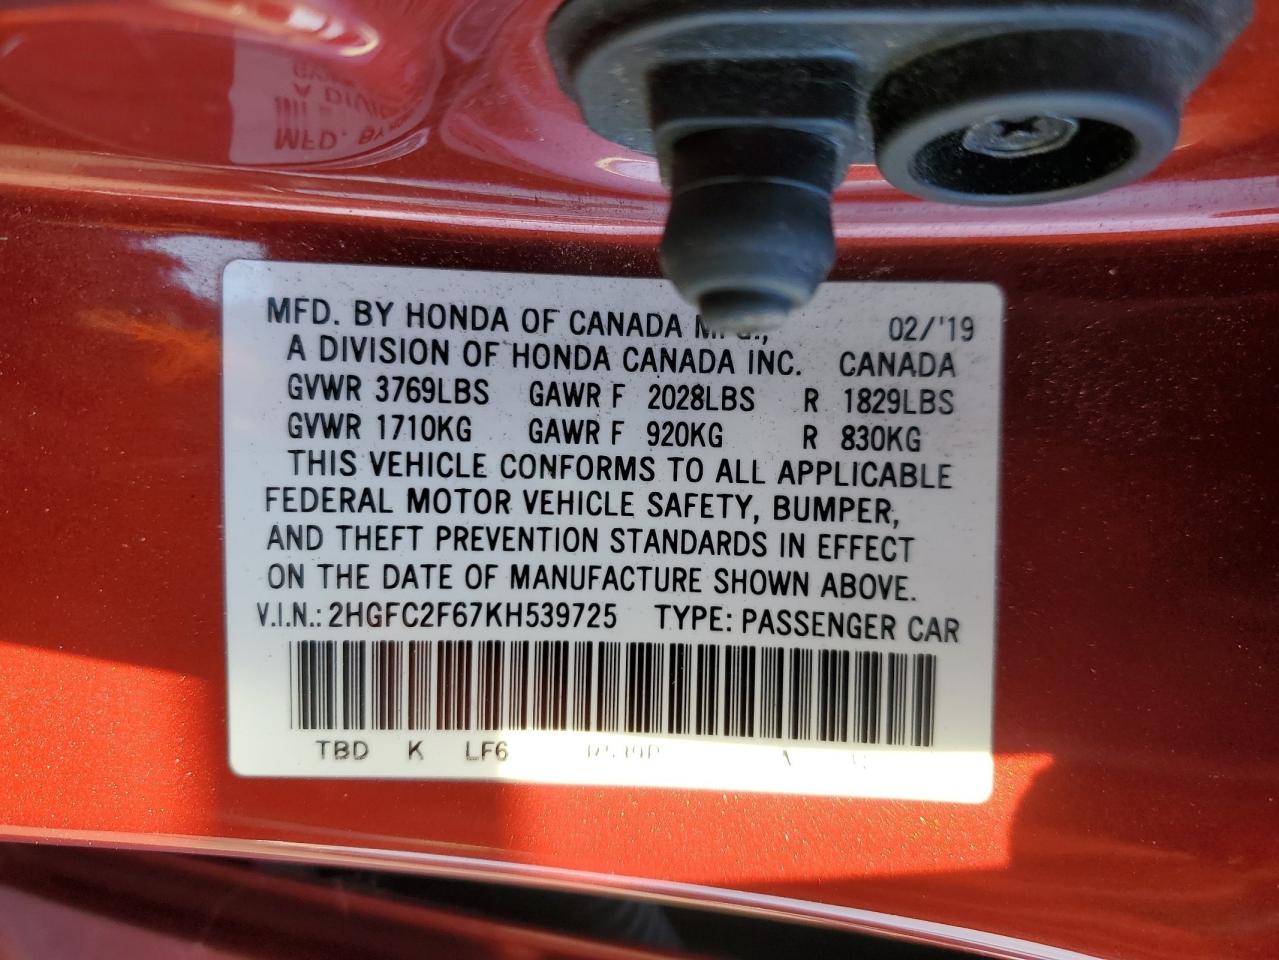 MFD. BY HONDA OF CANADA 02/'19
A DIVISION OF HONDA CANADA INC. CANADA
GVWR 3769LBS GAWR F 2028LBS R 1829LBS
GVWR 1710KG GAWR F 920KG R 830KG
THIS VEHICLE CONFORMS TO ALL APPLICABLE
FEDERAL MOTOR VEHICLE SAFETY, BUMPER,
AND THEFT PREVENTION STANDARDS IN EFFECT
ON THE DATE OF MANUFACTURE SHOWN ABOVE.
V.I.N.: 2HGFC2F67KH539725 TYPE: PASSENGER CAR
TBD K LF6